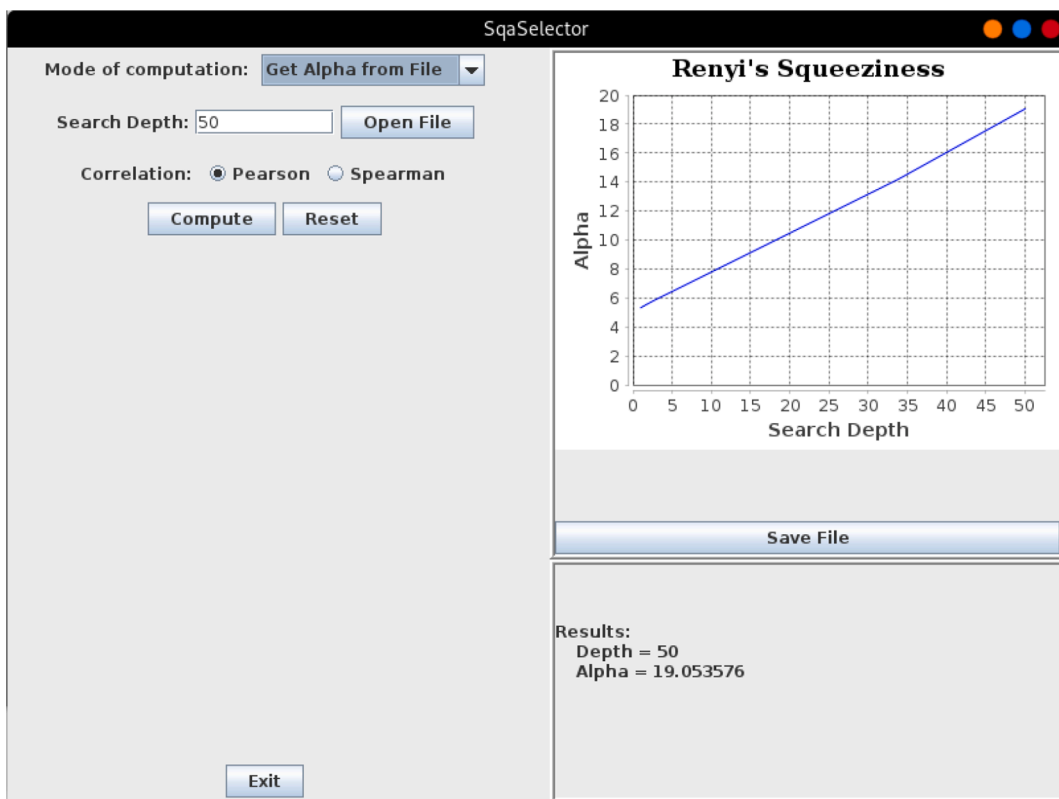 SqaSelector
Mode of computation: Get Alpha from File
Search Depth: 50 Open File
Correlation: Pearson Spearman
Compute Reset
Exit
Renyi's Squeeziness
20
18
16
14
12
10
8
6
4
2
0
Alpha
0 5 10 15 20 25 30 35 40 45 50
Search Depth
Save File
Results:
Depth = 50
Alpha = 19.053576